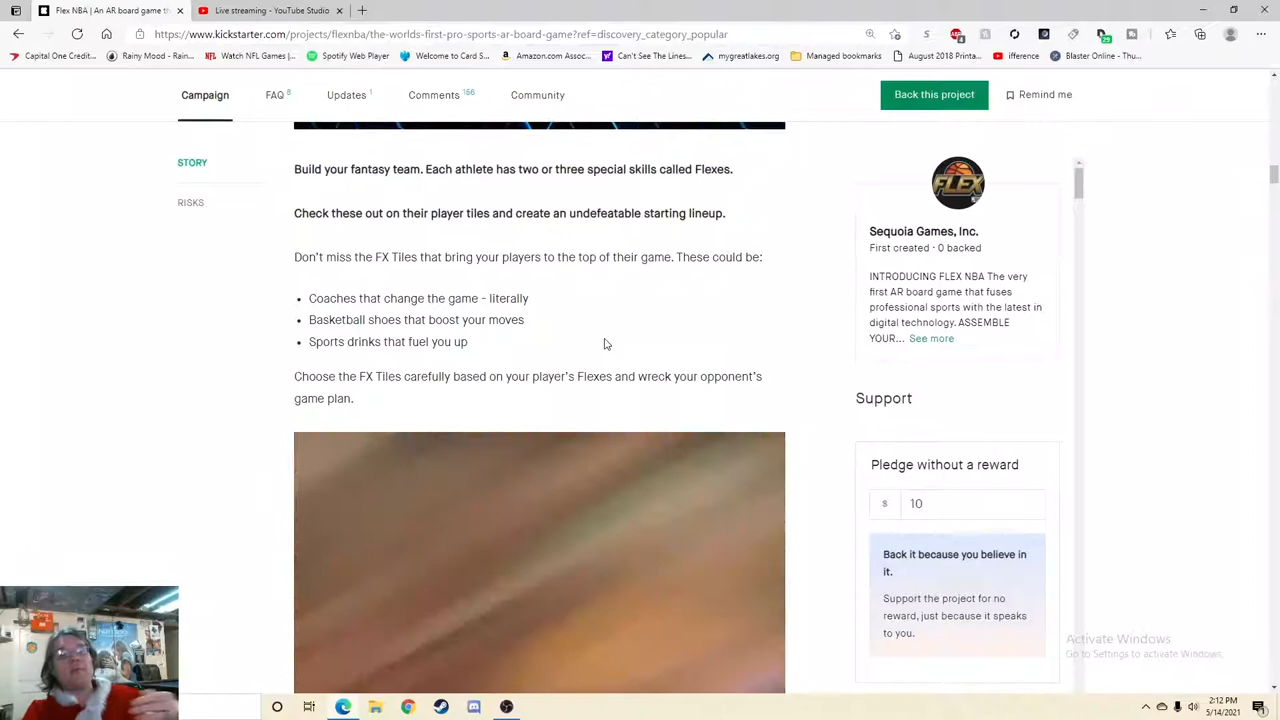 Flex NBA | An AR board game th
Live streaming - YouTube Studio
https://www.kickstarter.com/projects/flexnba/the-worlds-first-pro-sports-ar-board-game?ref=discovery_category_popular
Capital One Credit...
Rainy Mood - Rain...
Watch NFL Games |...
Spotify Web Player
Welcome to Card S...
Amazon.com Assoc...
Can't See The Lines...
mygreatlakes.org
Managed bookmarks
August 2018 Printa...
ifference
Blaster Online - Thu...
Campaign
FAQ 8
Updates 1
Comments 156
Community
Back this project
Remind me
STORY
RISKS
Build your fantasy team. Each athlete has two or three special skills called Flexes.
Check these out on their player tiles and create an undefeatable starting lineup.
Don't miss the FX Tiles that bring your players to the top of their game. These could be:
• Coaches that change the game - literally
• Basketball shoes that boost your moves
• Sports drinks that fuel you up
Choose the FX Tiles carefully based on your player's Flexes and wreck your opponent's
game plan.
FLEX
Sequoia Games, Inc.
First created · 0 backed
INTRODUCING FLEX NBA The very
first AR board game that fuses
professional sports with the latest in
digital technology. ASSEMBLE
YOUR... See more
Support
Pledge without a reward
$ 10
Back it because you believe in
it.
Support the project for no
reward, just because it speaks
to you.
Activate Windows
Go to Settings to activate Windows.
2:12 PM
5/14/2021